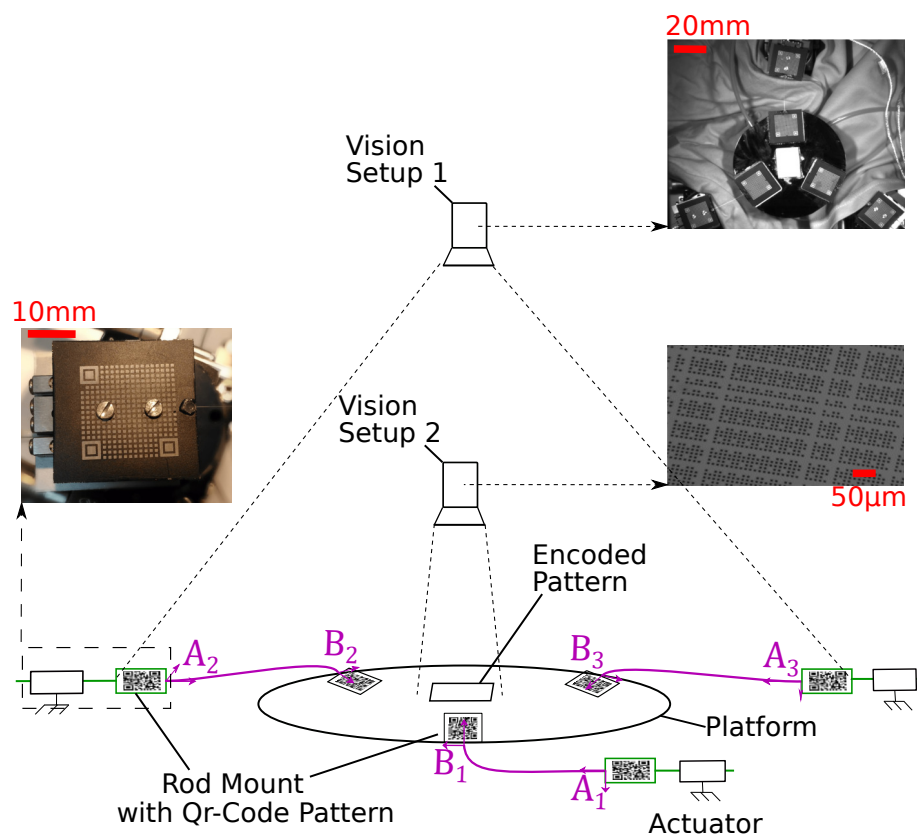 20mm
Vision
Setup 1
10mm
Vision
Setup 2
50μm
Encoded
Pattern
A₂
B₂
B₃
A₃
Platform
B₁
A₁
Rod Mount
with Qr-Code Pattern
Actuator